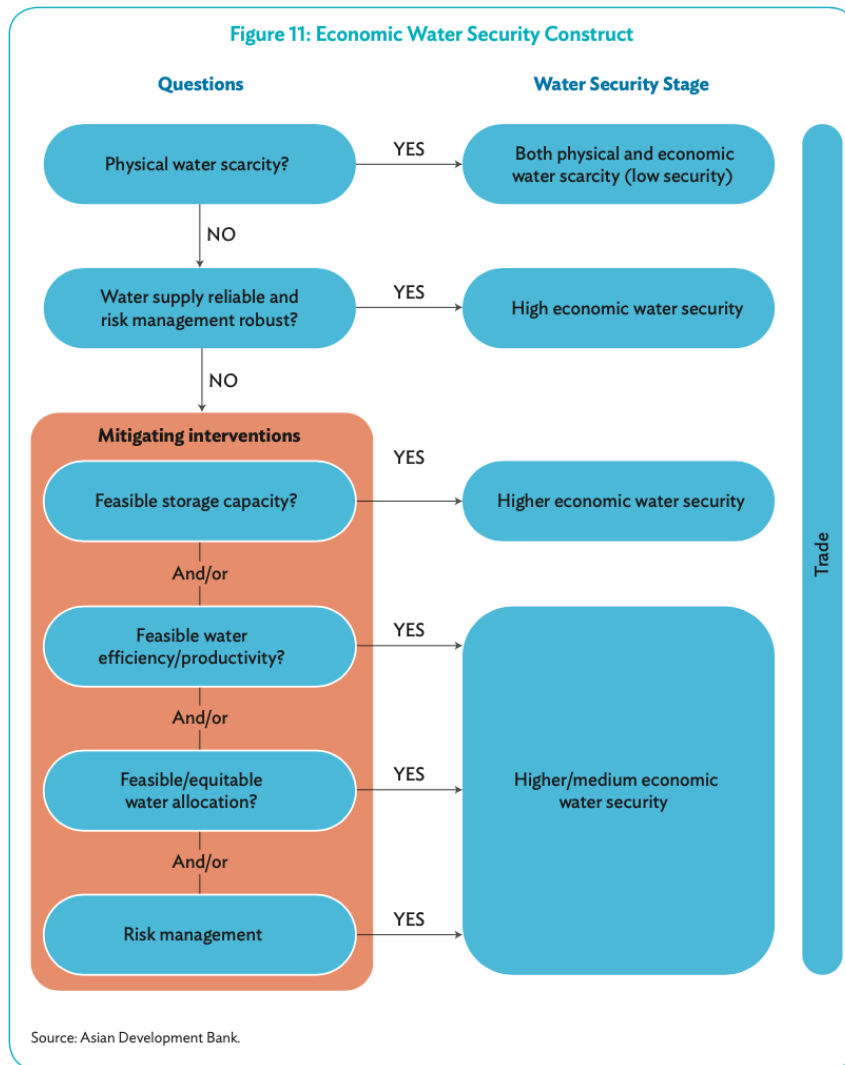 Figure 11: Economic Water Security Construct
Questions
Water Security Stage
Physical water scarcity?
YES
Both physical and economic
water scarcity (low security)
NO
Water supply reliable and
risk management robust?
YES
High economic water security
NO
Mitigating interventions
Feasible storage capacity?
YES
Higher economic water security
And/or
Feasible water
efficiency/productivity?
YES
And/or
Feasible/equitable
water allocation?
YES
Higher/medium economic
water security
And/or
Risk management
YES
Trade
Source: Asian Development Bank.